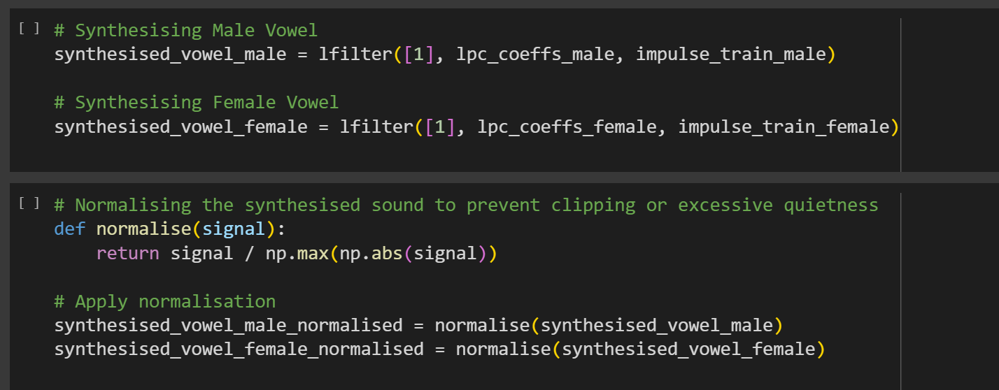 [ ] # Synthesising Male Vowel
synthesised_vowel_male = lfilter([1], lpc_coeffs_male, impulse_train_male)
# Synthesising Female Vowel
synthesised_vowel_female = lfilter([1], lpc_coeffs_female, impulse_train_female)
[ ] # Normalising the synthesised sound to prevent clipping or excessive quietness
def normalise(signal):
    return signal / np.max(np.abs(signal))
# Apply normalisation
synthesised_vowel_male_normalised = normalise(synthesised_vowel_male)
synthesised_vowel_female_normalised = normalise(synthesised_vowel_female)